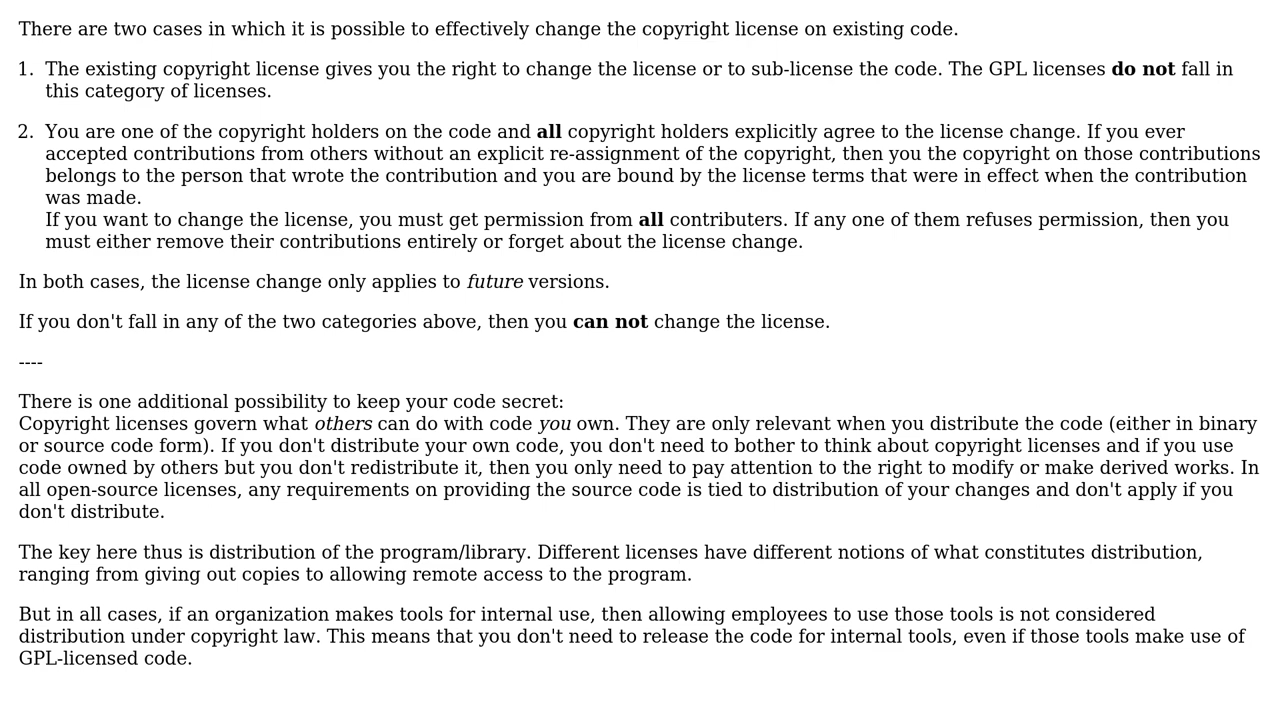 There are two cases in which it is possible to effectively change the copyright license on existing code.
1. The existing copyright license gives you the right to change the license or to sub-license the code. The GPL licenses do not fall in
this category of licenses.
2. You are one of the copyright holders on the code and all copyright holders explicitly agree to the license change. If you ever
accepted contributions from others without an explicit re-assignment of the copyright, then you the copyright on those contributions
belongs to the person that wrote the contribution and you are bound by the license terms that were in effect when the contribution
was made.
If you want to change the license, you must get permission from all contributers. If any one of them refuses permission, then you
must either remove their contributions entirely or forget about the license change.
In both cases, the license change only applies to future versions.
If you don't fall in any of the two categories above, then you can not change the license.
----
There is one additional possibility to keep your code secret:
Copyright licenses govern what others can do with code you own. They are only relevant when you distribute the code (either in binary
or source code form). If you don't distribute your own code, you don't need to bother to think about copyright licenses and if you use
code owned by others but you don't redistribute it, then you only need to pay attention to the right to modify or make derived works. In
all open-source licenses, any requirements on providing the source code is tied to distribution of your changes and don't apply if you
don't distribute.
The key here thus is distribution of the program/library. Different licenses have different notions of what constitutes distribution,
ranging from giving out copies to allowing remote access to the program.
But in all cases, if an organization makes tools for internal use, then allowing employees to use those tools is not considered
distribution under copyright law. This means that you don't need to release the code for internal tools, even if those tools make use of
GPL-licensed code.